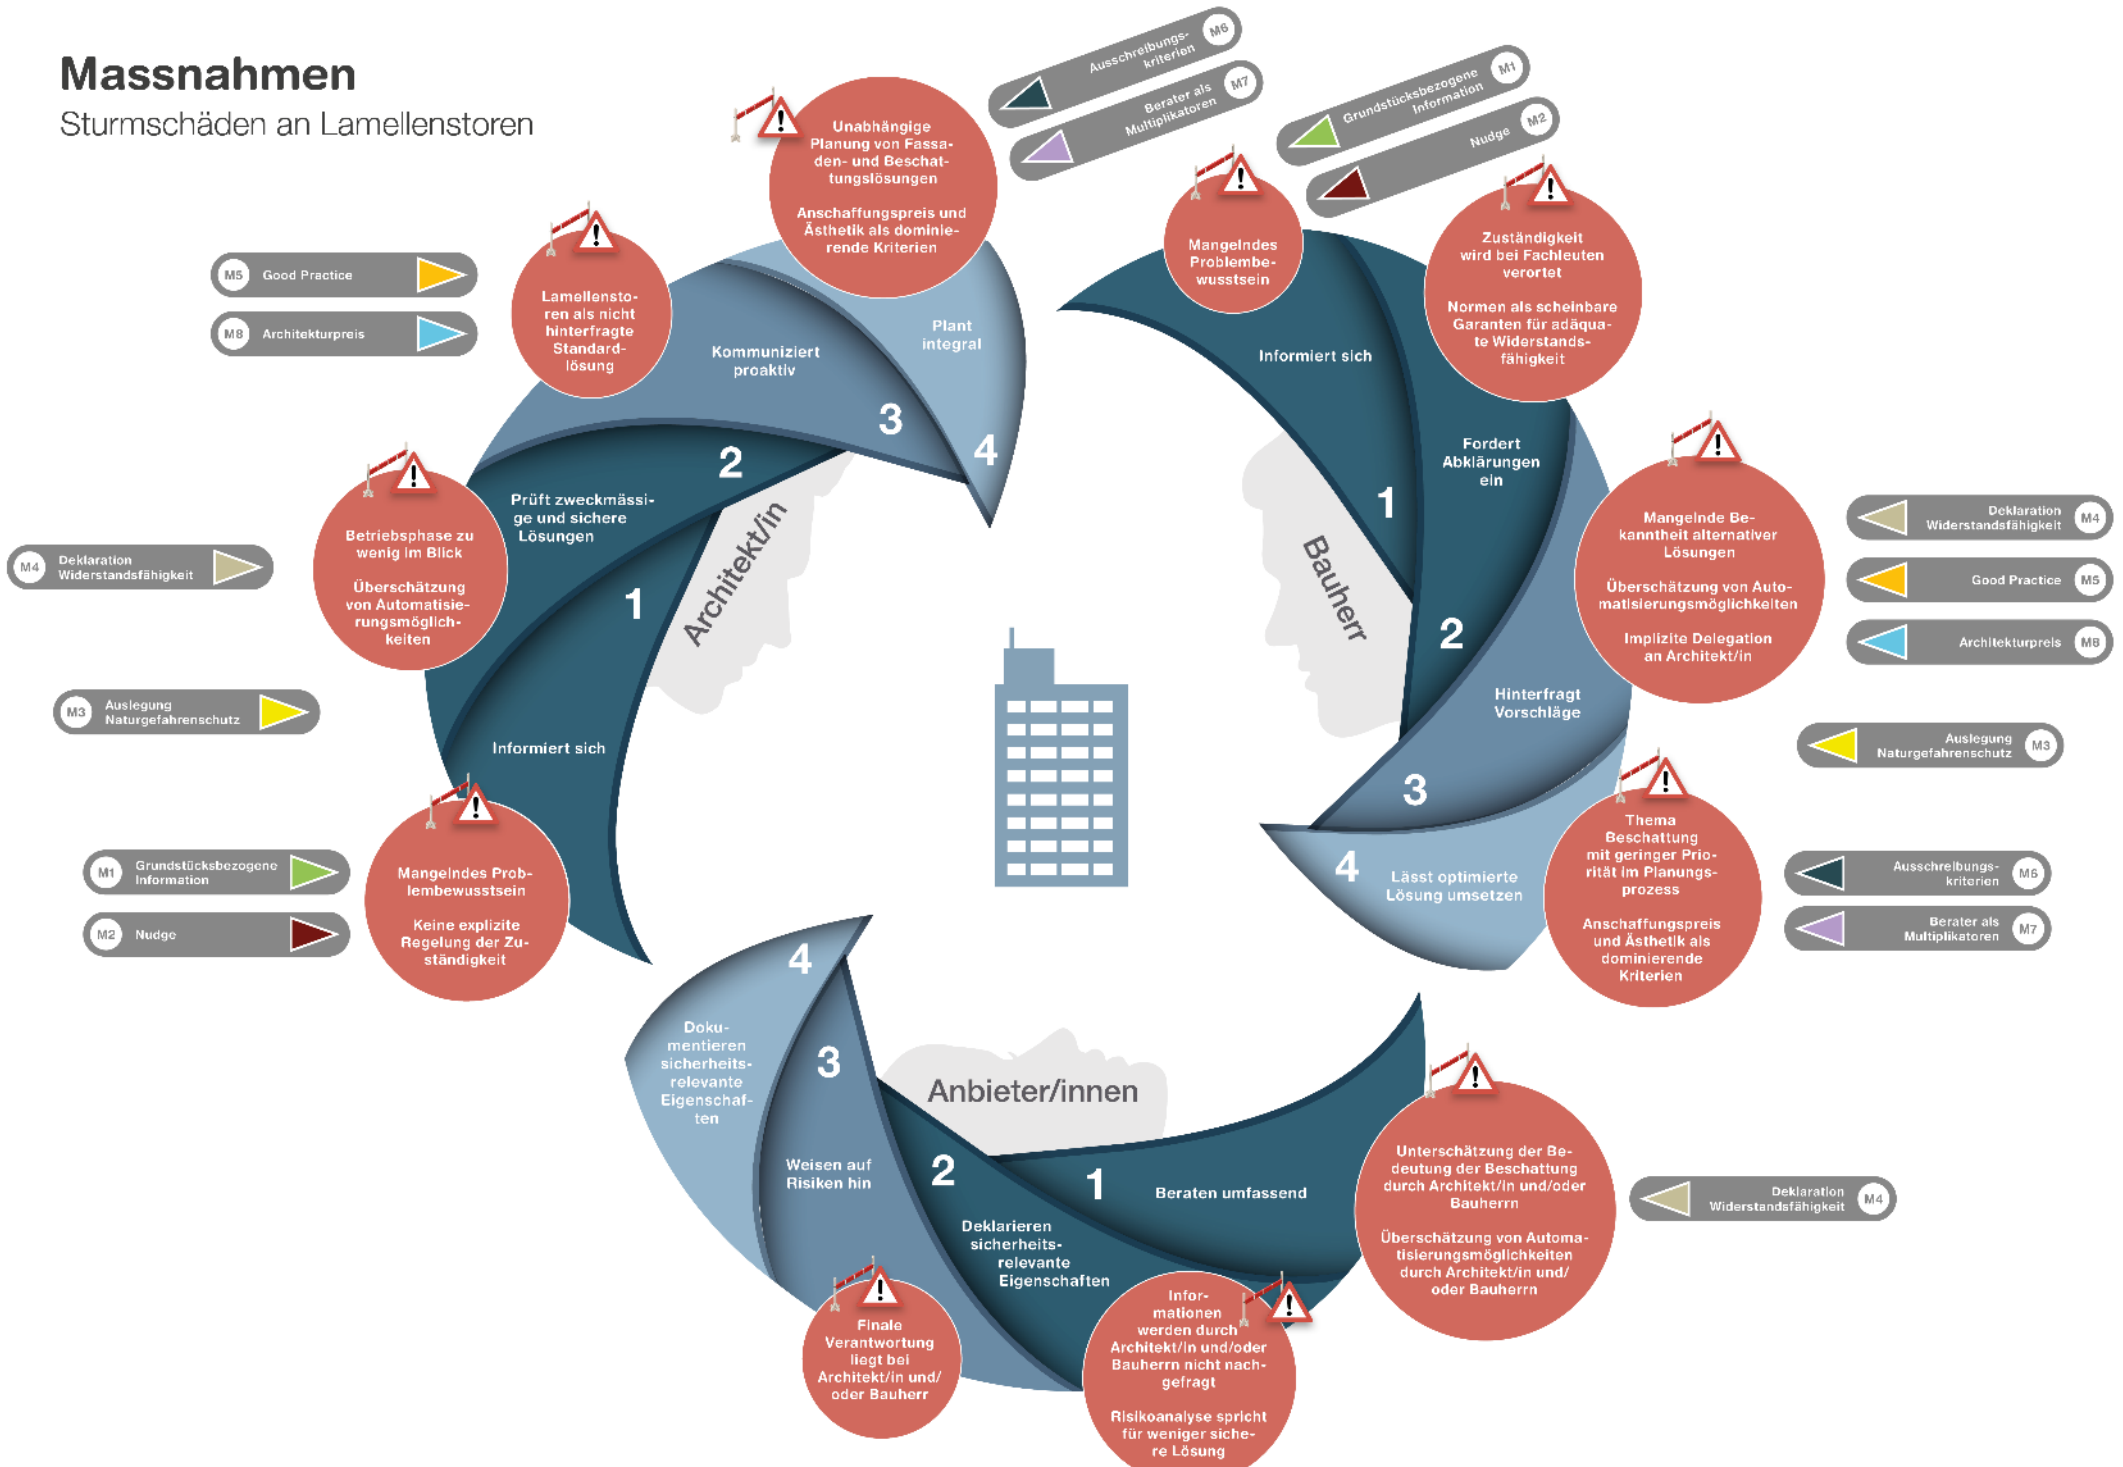 Massnahmen
Sturmschäden an Lamellenstoren
Ausschreibungs-
kriterien
M6
Berater als
Multiplikatoren
M7
Grundstücksbezogene
Information
M1
Nudge
M2
Unabhängige
Planung von Fassa-
den- und Beschat-
tungslösungen
Anschaffungspreis und
Ästhetik als dominie-
rende Kriterien
Mangelndes
Problembe-
wusstsein
Zuständigkeit
wird bei Fachleuten
verortet
Normen als scheinbare
Garanten für adäqua-
te Widerstands-
fähigkeit
M5
Good Practice
M8
Architekturpreis
Lamellensto-
ren als nicht
hinterfragte
Standard-
lösung
Kommuniziert
proaktiv
3
Plant
integral
4
Informiert sich
1
Fordert
Abklärungen
ein
2
Betriebsphase zu
wenig im Blick
Überschätzung
von Automatisie-
rungsmöglich-
keiten
Prüft zweckmässi-
ge und sichere
Lösungen
2
Architekt/in
Bauherr
Mangelnde Be-
kanntheit alternativer
Lösungen
Überschätzung von Auto-
matisierungsmöglichkeiten
Implizite Delegation
an Architekt/in
Deklaration
Widerstandsfähigkeit
M4
Good Practice
M5
Architekturpreis
M8
M4
Deklaration
Widerstandsfähigkeit
1
Informiert sich
M3
Auslegung
Naturgefahrenschutz
Hinterfragt
Vorschläge
3
Auslegung
Naturgefahrenschutz
M3
M1
Grundstücksbezogene
Information
M2
Nudge
Mangelndes Prob-
lembewusstsein
Keine explizite
Regelung der Zu-
ständigkeit
4
Lässt optimierte
Lösung umsetzen
Thema
Beschattung
mit geringer Prio-
rität im Planungs-
prozess
Anschaffungspreis
und Ästhetik als
dominierende
Kriterien
Ausschreibungs-
kriterien
M6
Berater als
Multiplikatoren
M7
4
Doku-
mentieren
sicherheits-
relevante
Eigenschaf-
ten
3
Weisen auf
Risiken hin
Anbieter/innen
2
Deklarieren
sicherheits-
relevante
Eigenschaften
1
Beraten umfassend
Unterschätzung der Be-
deutung der Beschattung
durch Architekt/in und/oder
Bauherrn
Überschätzung von Automa-
tisierungsmöglichkeiten
durch Architekt/in und/
oder Bauherrn
Deklaration
Widerstandsfähigkeit
M4
Finale
Verantwortung
liegt bei
Architekt/in und/
oder Bauherr
Infor-
mationen
werden durch
Architekt/in und/oder
Bauherrn nicht nach-
gefragt
Risikoanalyse spricht
für weniger siche-
re Lösung